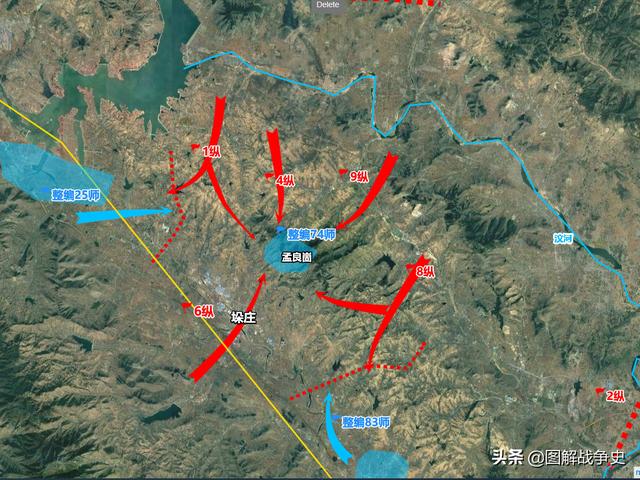 Delete
1纵
4纵
9纵
整编25师
整编74师
汶河
孟良崮
8纵
6纵
垛庄
2纵
整编83师
头条 @图解战争史